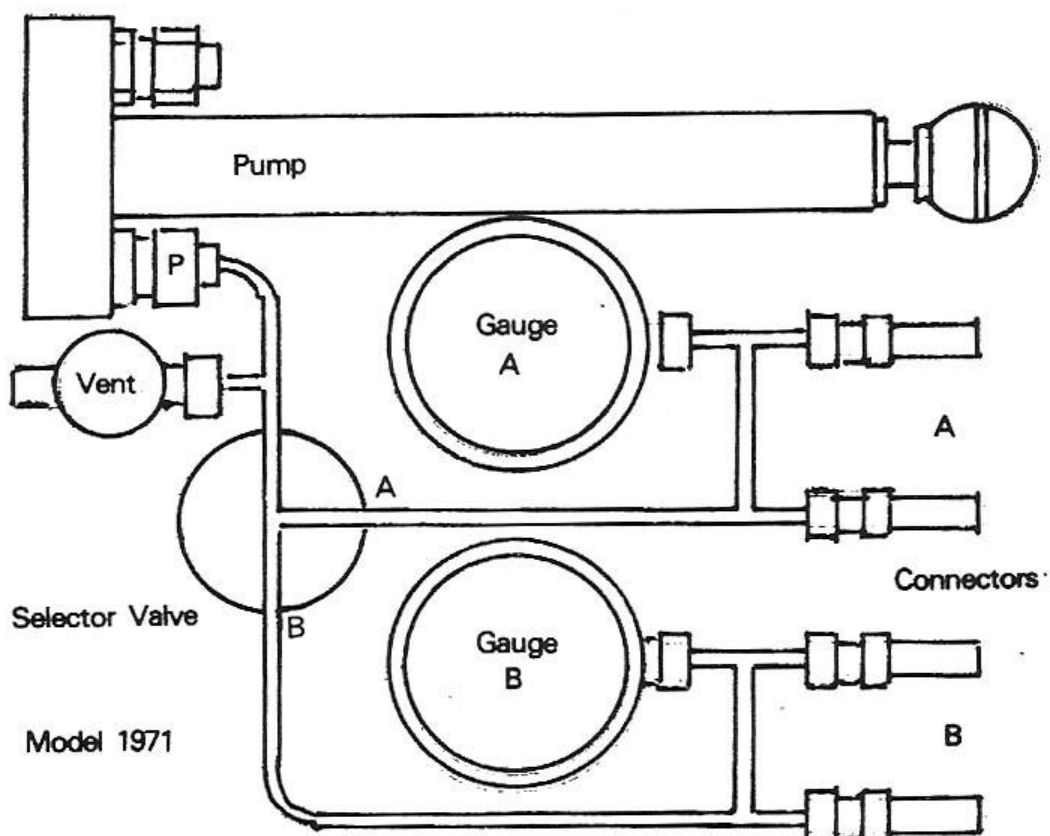 Pump
P
Gauge
A
Vent
A
A
Connectors
Selector Valve
B
Gauge
B
Model 1971
B